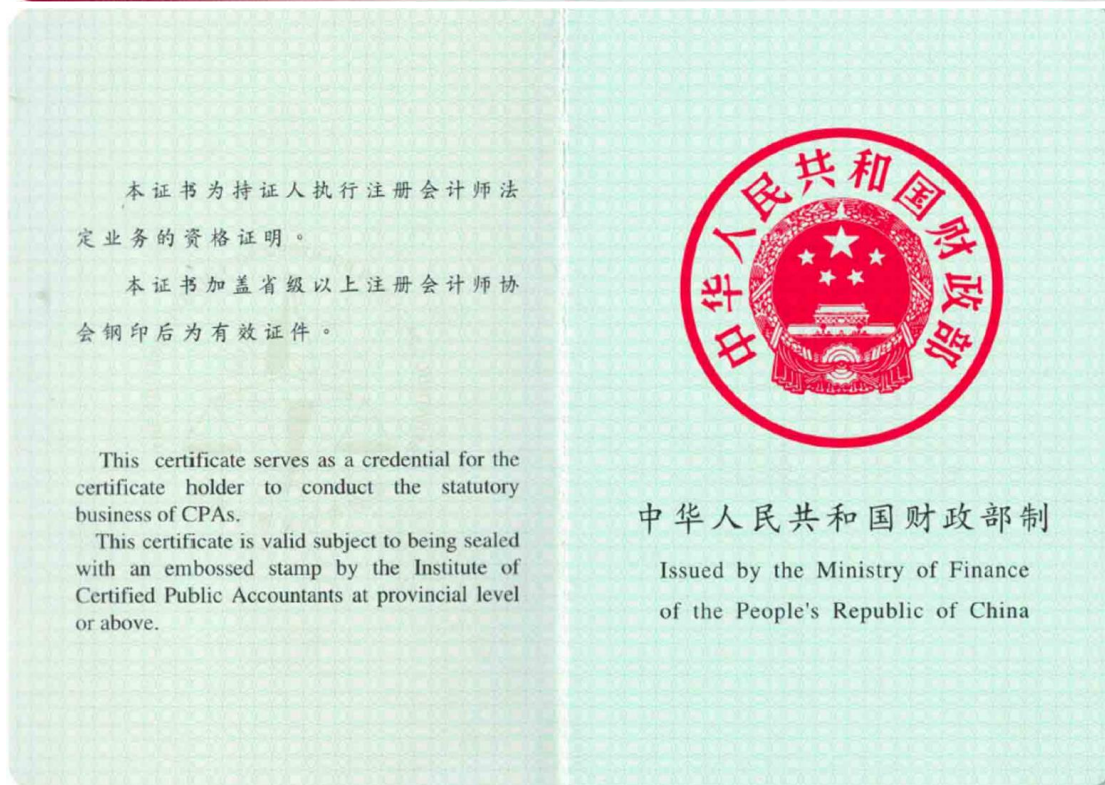 本证书为持证人执行注册会计师法
定业务的资格证明。
本证书加盖省级以上注册会计师协
会钢印后为有效证件。
This certificate serves as a credential for the
certificate holder to conduct the statutory
business of CPAs.
This certificate is valid subject to being sealed
with an embossed stamp by the Institute of
Certified Public Accountants at provincial level
or above.
中华人民共和国财政部
中华人民共和国财政部制
Issued by the Ministry of Finance
of the People's Republic of China